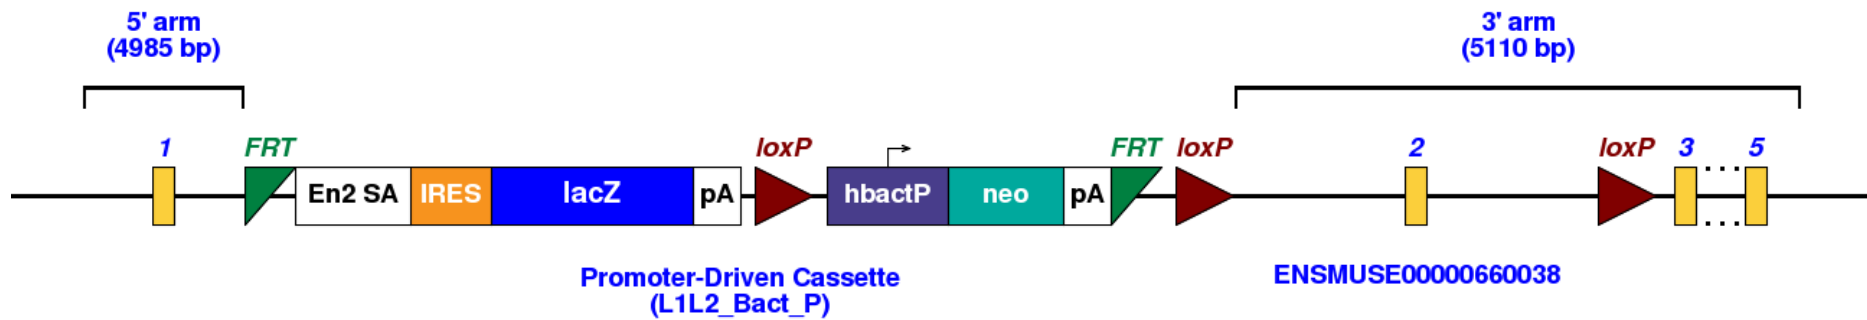 5' arm
(4985 bp)
3' arm
(5110 bp)
1 FRT loxP FRT loxP 2 loxP 3 5
En2 SA IRES lacZ pA hbactP neo pA
Promoter-Driven Cassette
(L1L2_Bact_P)
ENSMUSE00000660038